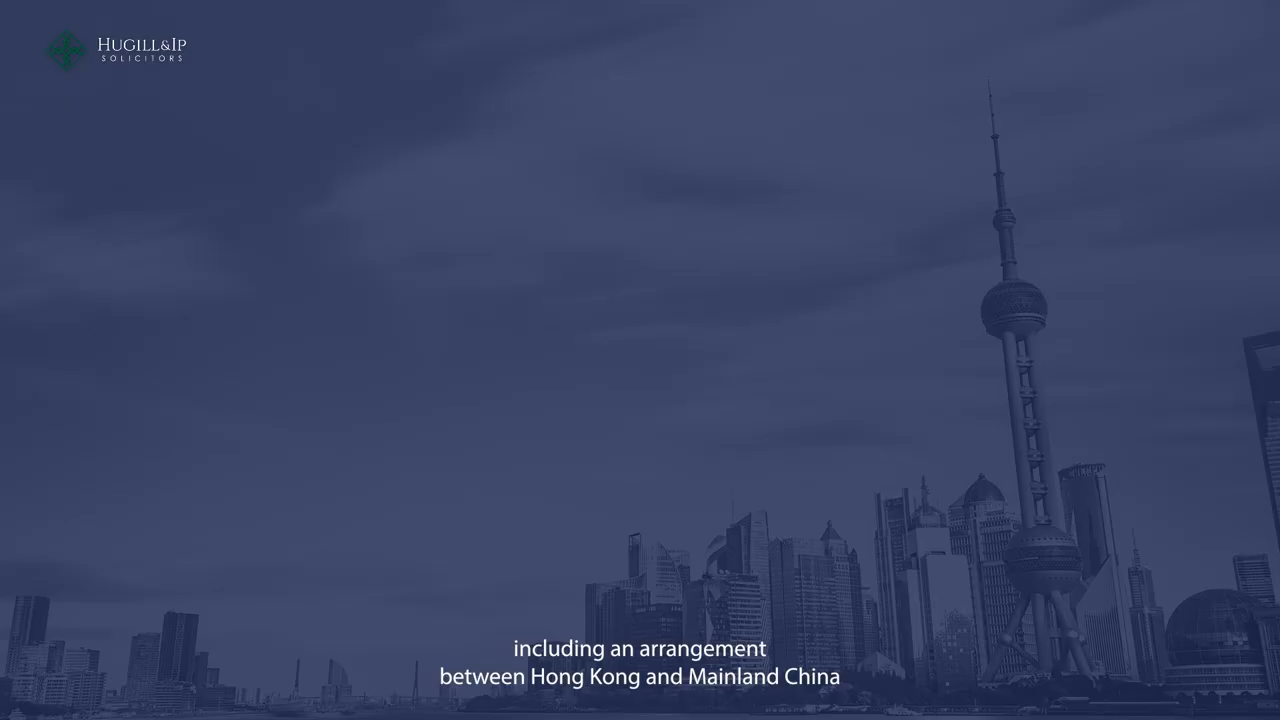 HUGILL&IP
SOLICITORS
including an arrangement
between Hong Kong and Mainland China